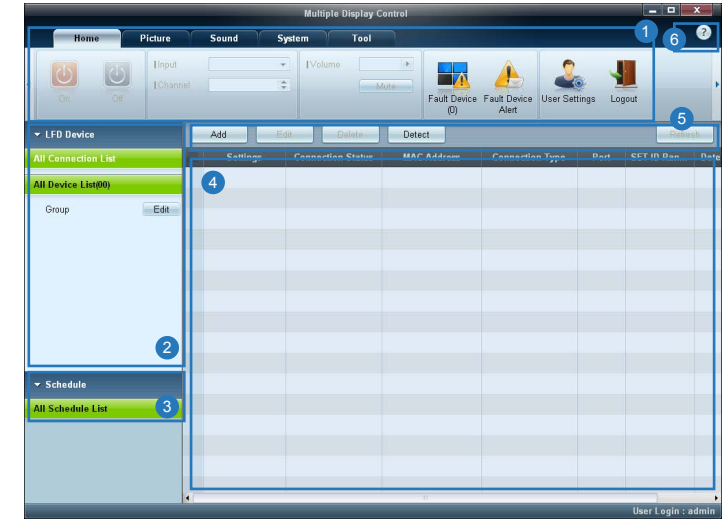 Multiple Display Control
1
6
?
Home Picture Sound System Tool
Input
Channel
Volume
Mute
On Off
Fault Device (0)
Fault Device Alert
User Settings
Logout
5
LFD Device
Add Edit Delete Detect Refresh
All Connection List
Settings Connection Status MAC Address Connection Type Port SET ID Ran Dete
4
All Device List(00)
Group Edit
2
Schedule
All Schedule List
3
User Login : admin